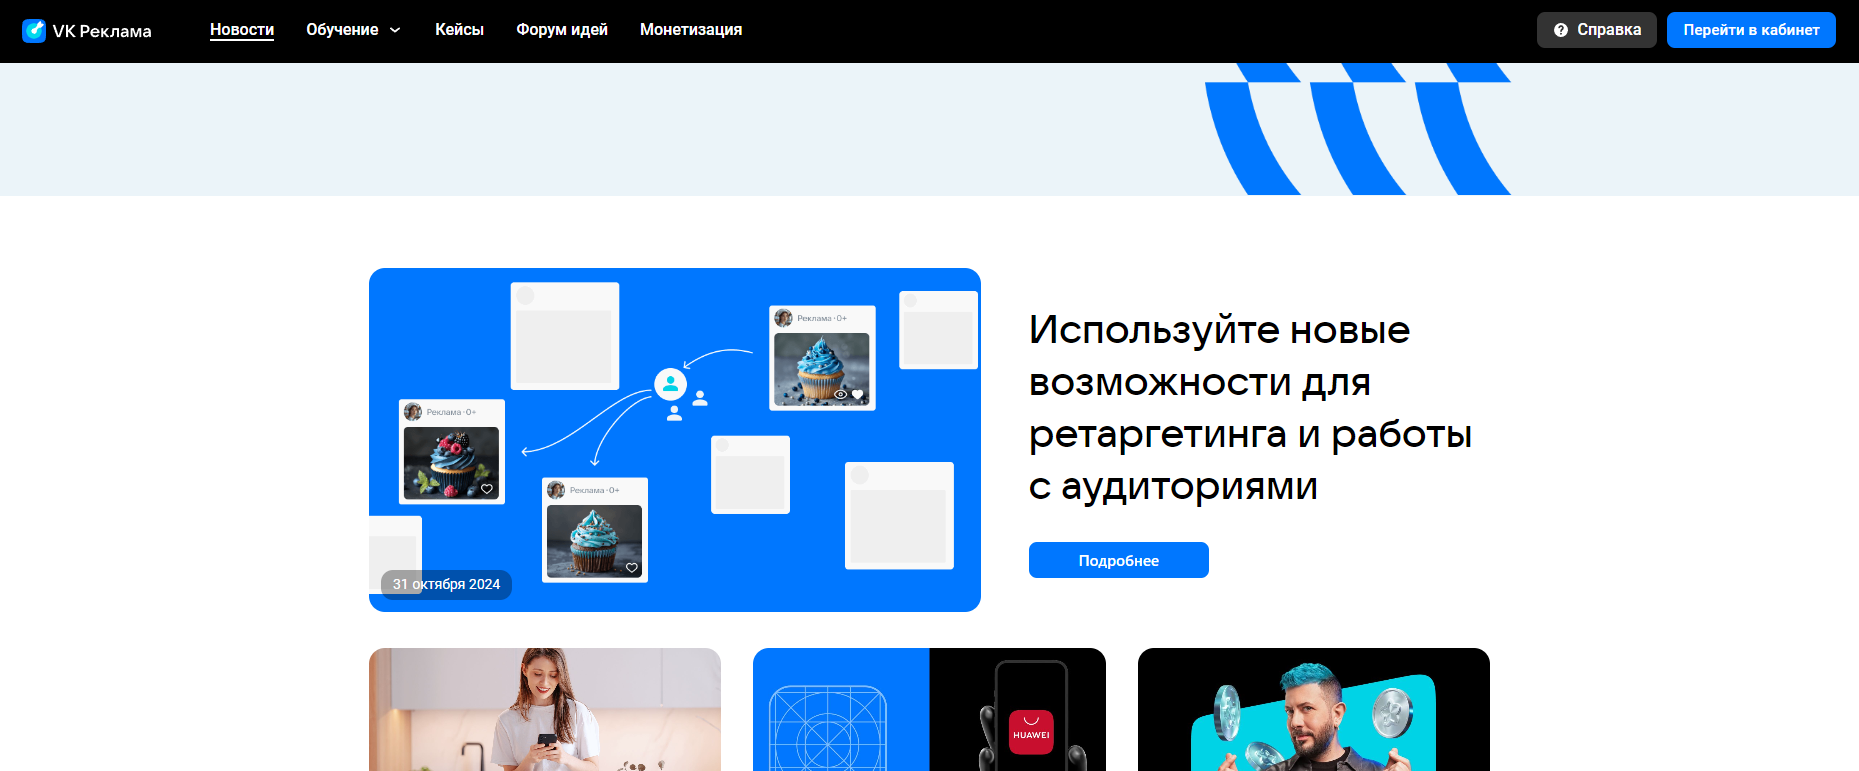 VK Реклама
Новости
Обучение
Кейсы
Форум идей
Монетизация
Справка
Перейти в кабинет
Реклама · 0+
Реклама · 0+
Реклама · 0+
31 октября 2024
Используйте новые
возможности для
ретаргетинга и работы
с аудиториями
Подробнее
HUAWEI